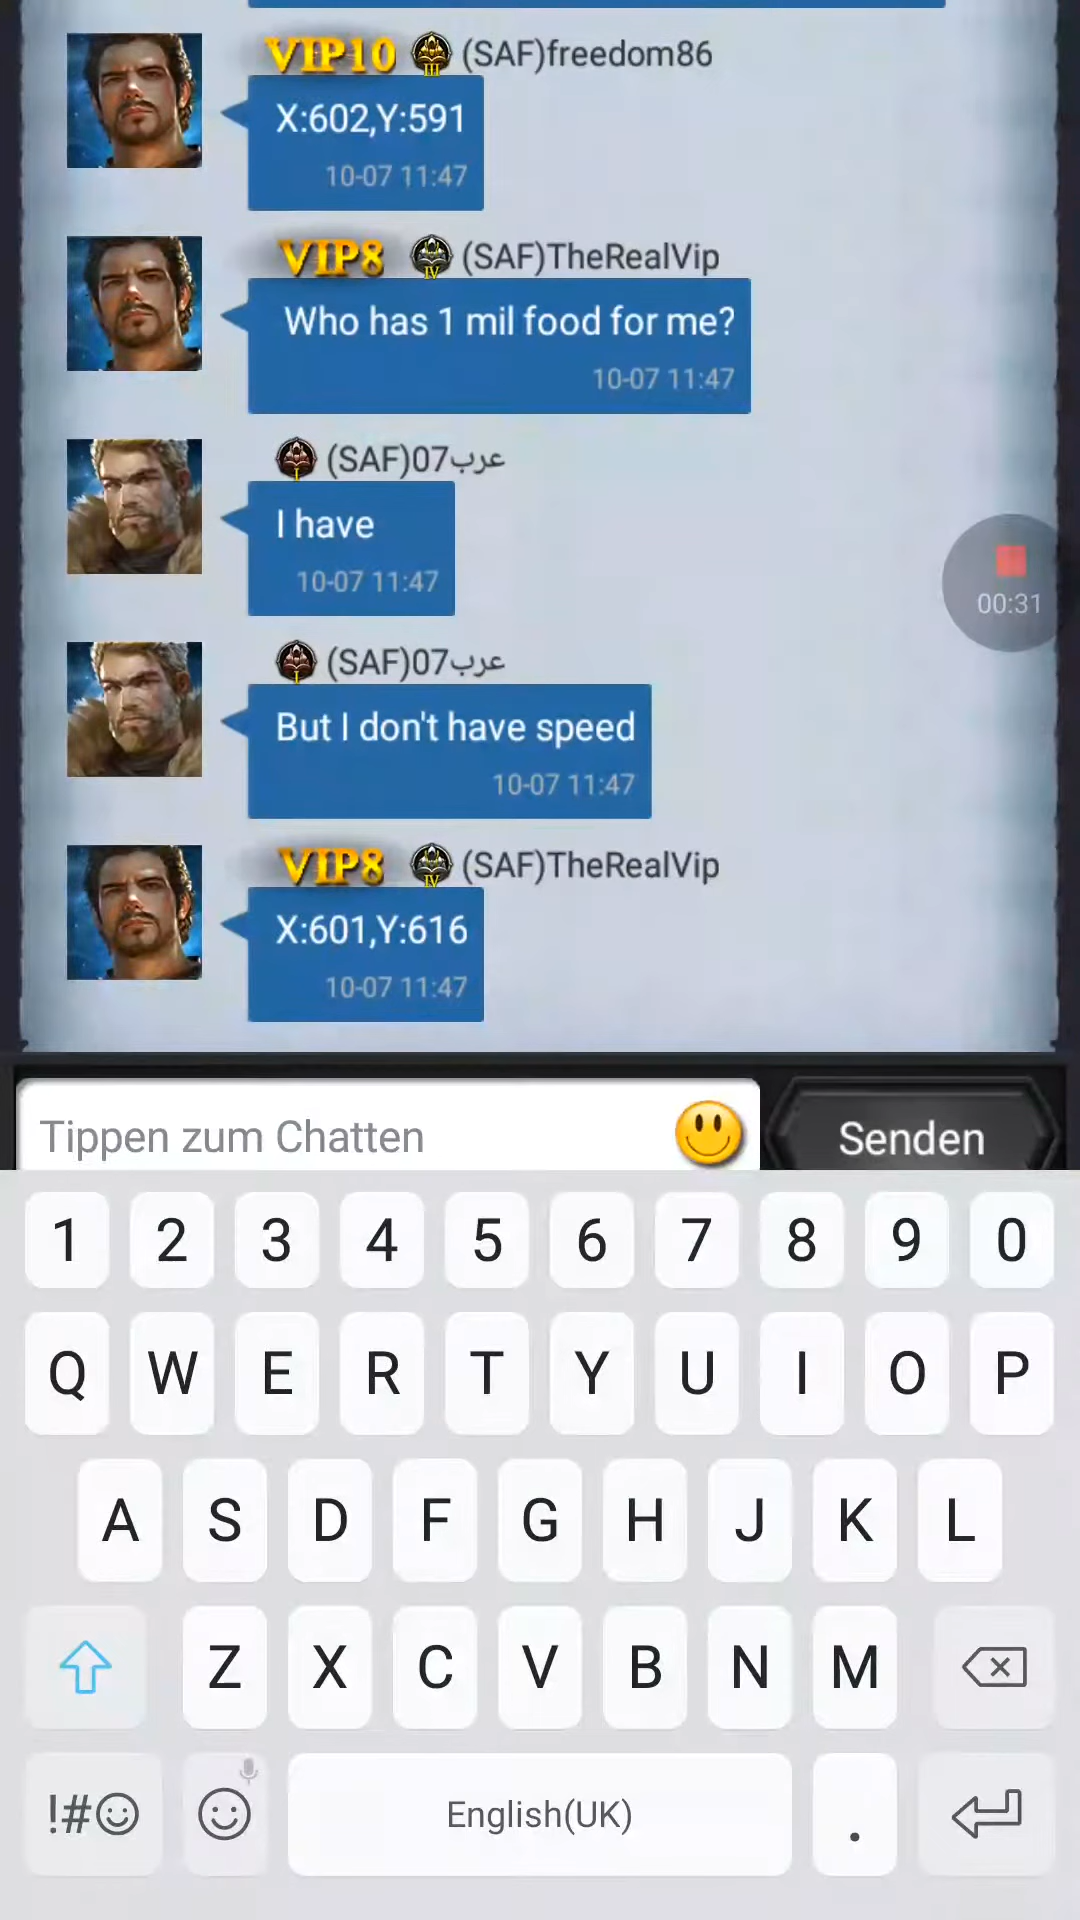 VIP10 III (SAF)freedom86
X:602,Y:591
10-07 11:47
VIP8 IV (SAF)TheRealVip
Who has 1 mil food for me?
10-07 11:47
I (SAF)07عرب
I have
10-07 11:47
I (SAF)07عرب
But I don't have speed
10-07 11:47
VIP8 IV (SAF)TheRealVip
X:601,Y:616
10-07 11:47
00:31
Tippen zum Chatten
Senden
1 2 3 4 5 6 7 8 9 0
Q W E R T Y U I O P
A S D F G H J K L
Z X C V B N M
!#☺ English(UK) .